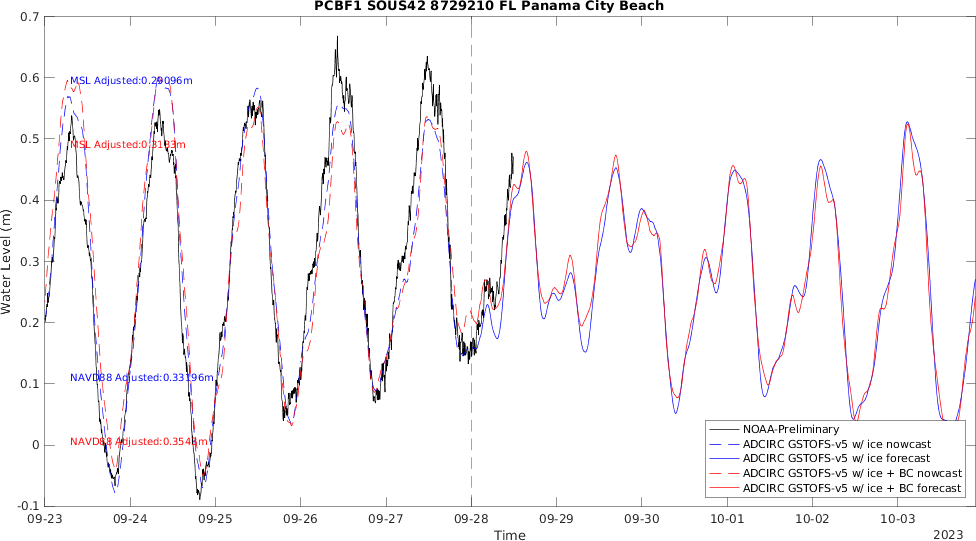 PCBF1 SOUS42 8729210 FL Panama City Beach
0.7
0.6
0.5
0.4
0.3
0.2
0.1
0
-0.1
Water Level (m)
MSL Adjusted:0.29096m
MSL Adjusted:0.3133m
NAVD88 Adjusted:0.33196m
NAVD88 Adjusted:0.3544m
NOAA-Preliminary
ADCIRC GSTOFS-v5 w/ ice nowcast
ADCIRC GSTOFS-v5 w/ ice forecast
ADCIRC GSTOFS-v5 w/ ice + BC nowcast
ADCIRC GSTOFS-v5 w/ ice + BC forecast
09-23 09-24 09-25 09-26 09-27 09-28 09-29 09-30 10-01 10-02 10-03
Time
2023